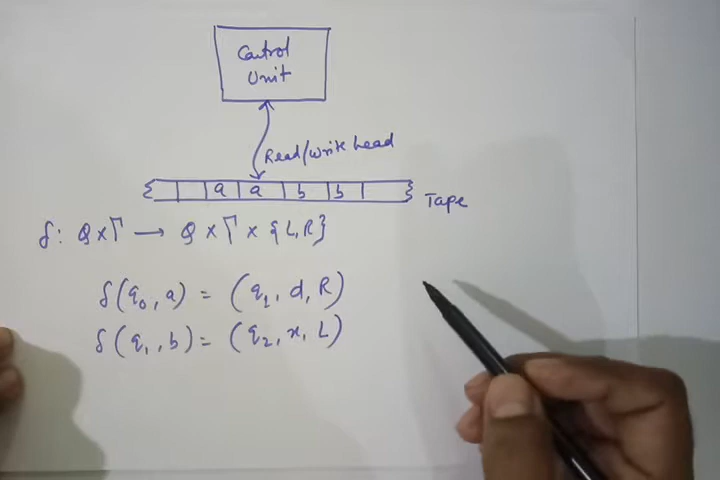 Control
Unit
Read/Write head
a a b b
Tape
δ: Q×Γ → Q × Γ × {L,R}
δ(q₀, a) = (q₁, d, R)
δ(q₁, b) = (q₂, x, L)